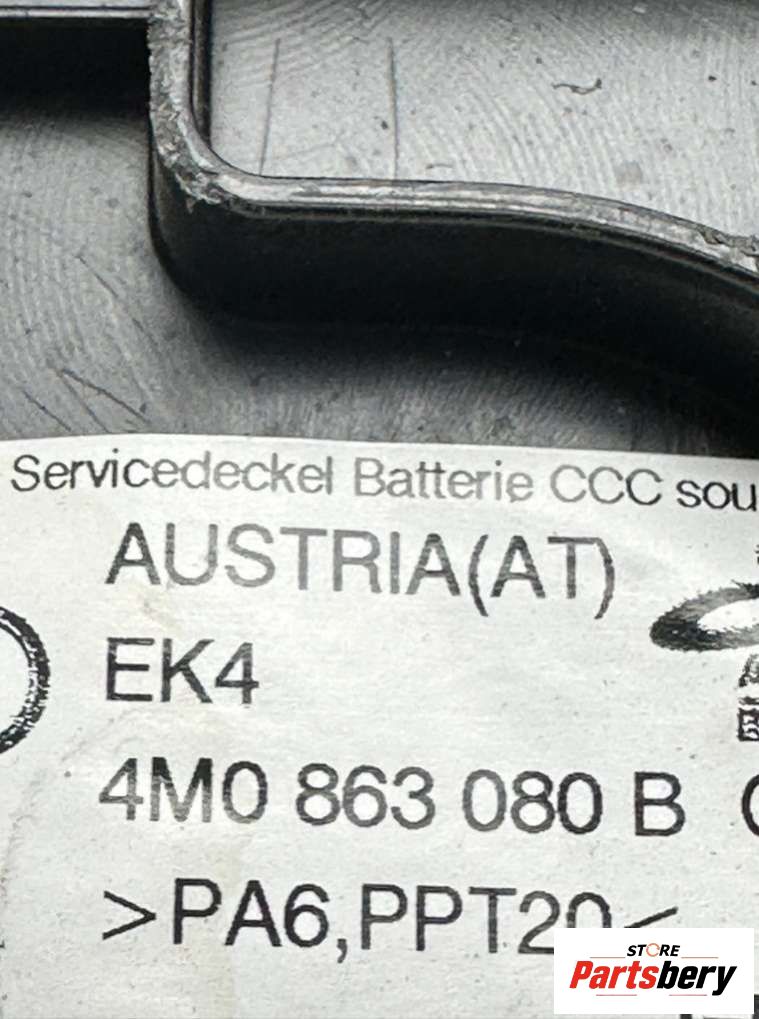 Servicedeckel Batterie CCC sou
AUSTRIA(AT)
EK4
4M0 863 080 B
>PA6,PPT20<
STORE
Partsbery